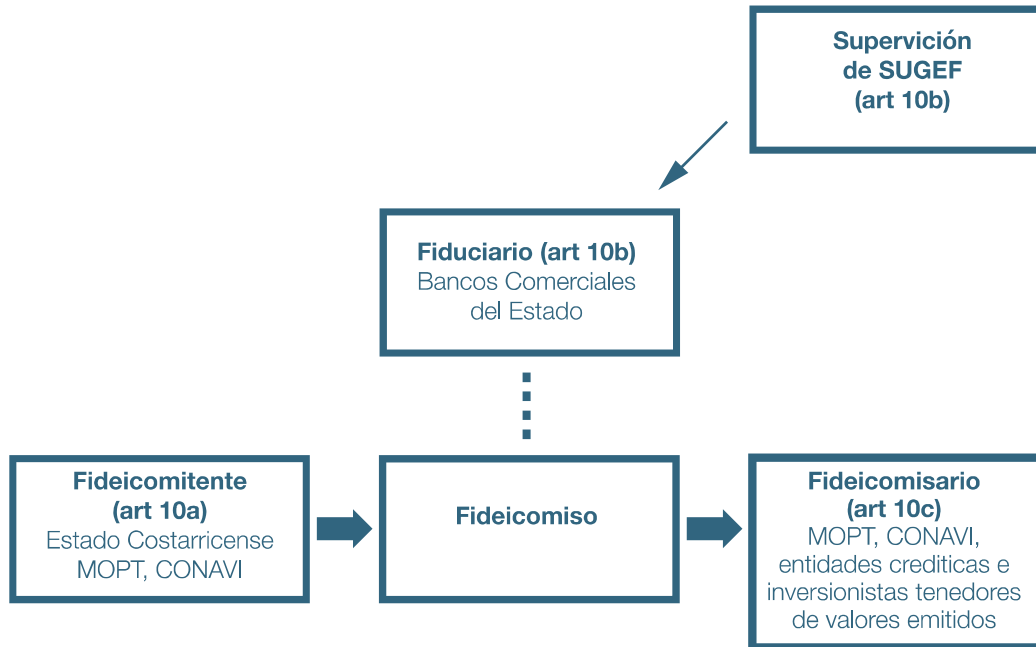 Supervición
de SUGEF
(art 10b)
Fiduciario (art 10b)
Bancos Comerciales
del Estado
Fideicomitente
(art 10a)
Estado Costarricense
MOPT, CONAVI
Fideicomiso
Fideicomisario
(art 10c)
MOPT, CONAVI,
entidades crediticas e
inversionistas tenedores
de valores emitidos